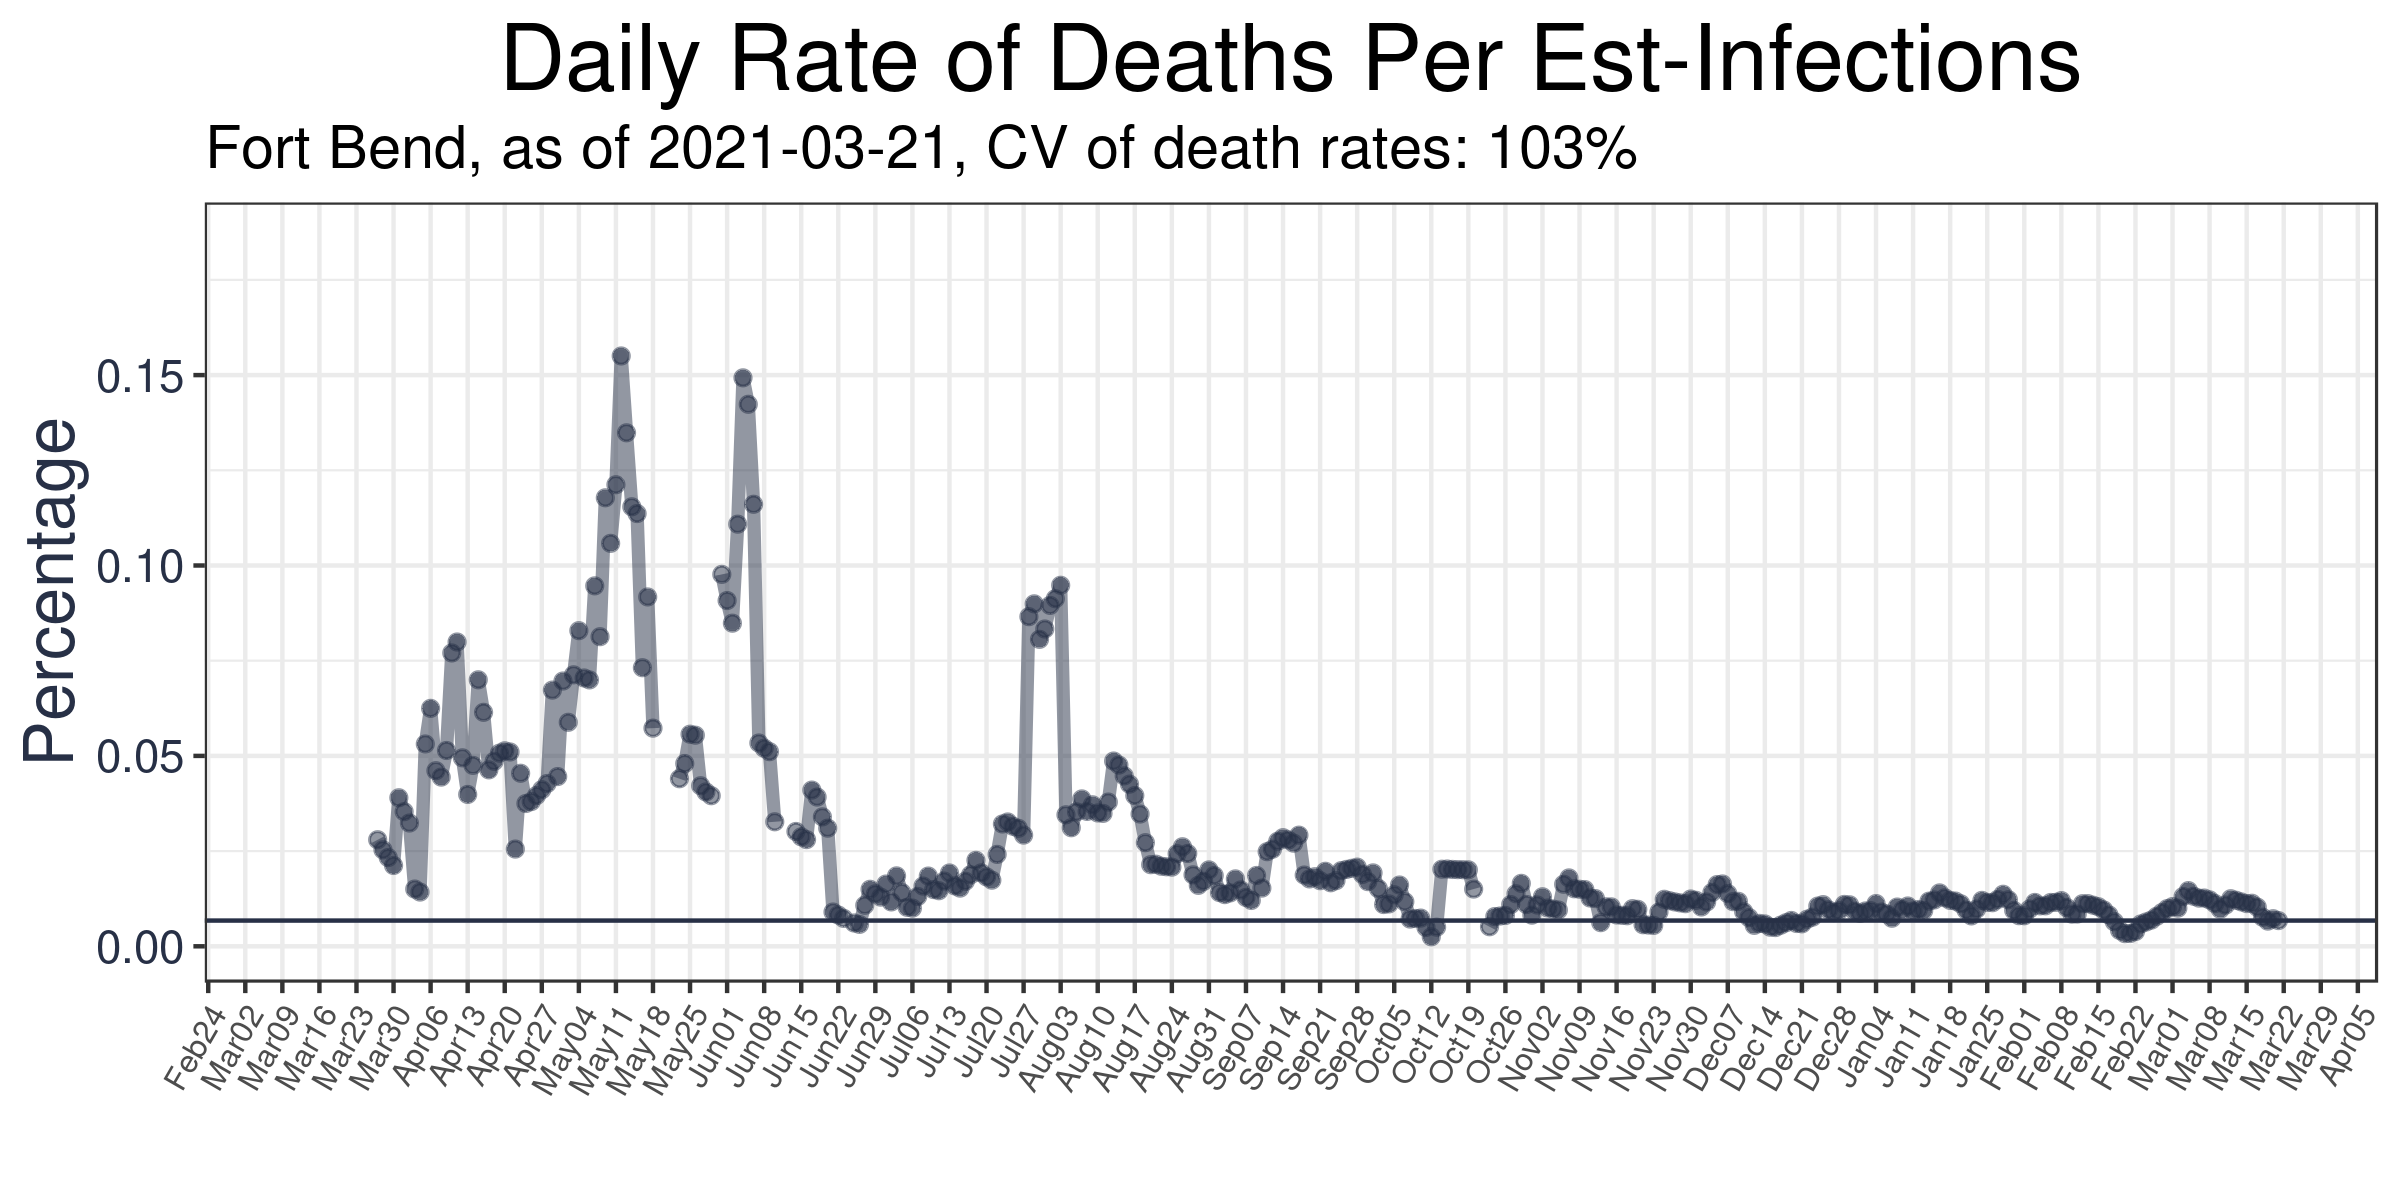 Daily Rate of Deaths Per Est-Infections
Fort Bend, as of 2021-03-21, CV of death rates: 103%
Percentage
0.15
0.10
0.05
0.00
Feb24
Mar02
Mar09
Mar16
Mar23
Mar30
Apr06
Apr13
Apr20
Apr27
May04
May11
May18
May25
Jun01
Jun08
Jun15
Jun22
Jun29
Jul06
Jul13
Jul20
Jul27
Aug03
Aug10
Aug17
Aug24
Aug31
Sep07
Sep14
Sep21
Sep28
Oct05
Oct12
Oct19
Oct26
Nov02
Nov09
Nov16
Nov23
Nov30
Dec07
Dec14
Dec21
Dec28
Jan04
Jan11
Jan18
Jan25
Feb01
Feb08
Feb15
Feb22
Mar01
Mar08
Mar15
Mar22
Mar29
Apr05